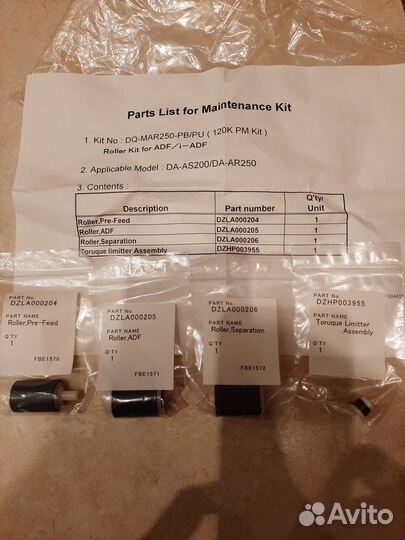 Parts List for Maintenance Kit
1. Kit No : DQ-MAR250-PB/PU ( 120K PM Kit )
Roller Kit for ADF／i-ADF
2. Applicable Model : DA-AS200/DA-AR250
3. Contents :
Description Part number Q'ty/ Unit
Roller,Pre-Feed DZLA000204 1
Roller,ADF DZLA000205 1
Roller,Separation DZLA000206 1
Toruque limitter Assembly DZHP003955 1
PART No.
DZLA000204
PART NAME
Roller,Pre-Feed
Q'TY
1
FBE1570
PART No.
DZLA000205
PART NAME
Roller,ADF
Q'TY
1
FBE1571
PART No.
DZLA000206
PART NAME
Roller,Separation
Q'TY
1
FBE1572
PART No.
DZHP003955
PART NAME
Toruque Limitter
Assembly
Q'TY
1
Avito